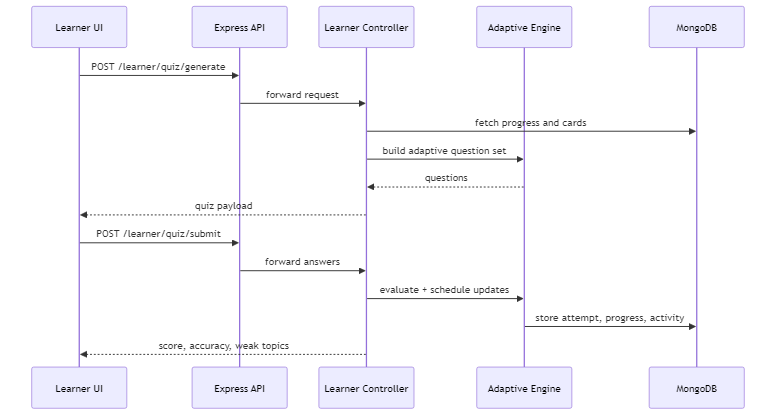 Learner UI
Express API
Learner Controller
Adaptive Engine
MongoDB
POST /learner/quiz/generate
forward request
fetch progress and cards
build adaptive question set
questions
quiz payload
POST /learner/quiz/submit
forward answers
evaluate + schedule updates
store attempt, progress, activity
score, accuracy, weak topics
Learner UI
Express API
Learner Controller
Adaptive Engine
MongoDB